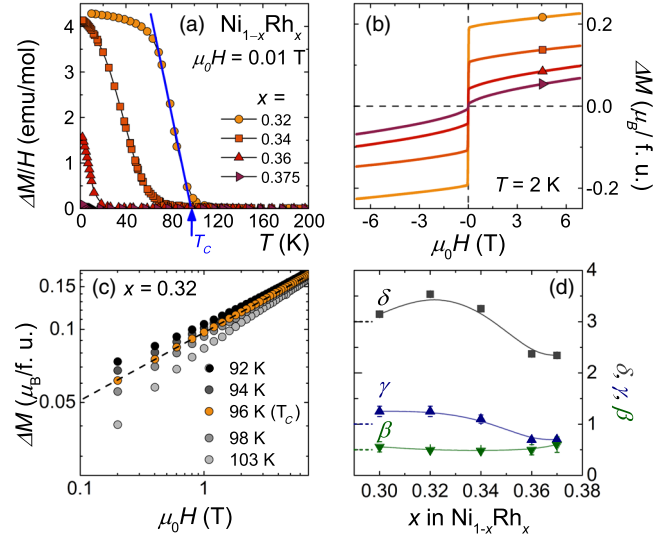 (a) Ni₁₋ₓRhₓ
μ₀H = 0.01 T
x =
0.32
0.34
0.36
0.375
ΔM/H (emu/mol)
4
3
2
1
0
0 40 80 120 160 200
T (K)
T_C
(b)
0.2
0.0
-0.2
ΔM (μ_B/ f. u.)
T = 2 K
-6 -3 -0 3 6
μ₀H (T)
(c) x = 0.32
0.15
0.1
0.05
ΔM (μ_B/f. u.)
92 K
94 K
96 K (T_C)
98 K
103 K
0.1 1
μ₀H (T)
(d)
δ
γ
β
4
3
2
1
0
δ, γ, β
0.30 0.32 0.34 0.36 0.38
x in Ni₁₋ₓRhₓ